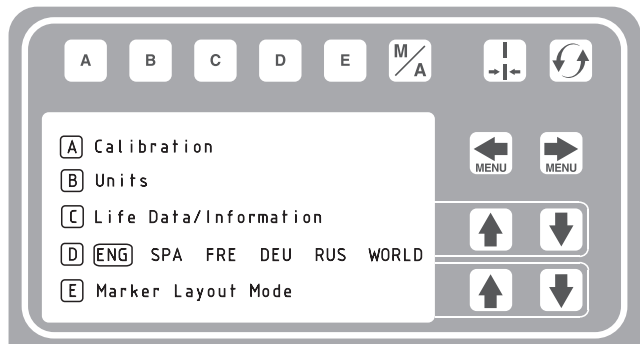 A B C D E M/A
A Calibration
MENU MENU
B Units
C Life Data/Information
D ENG SPA FRE DEU RUS WORLD
E Marker Layout Mode